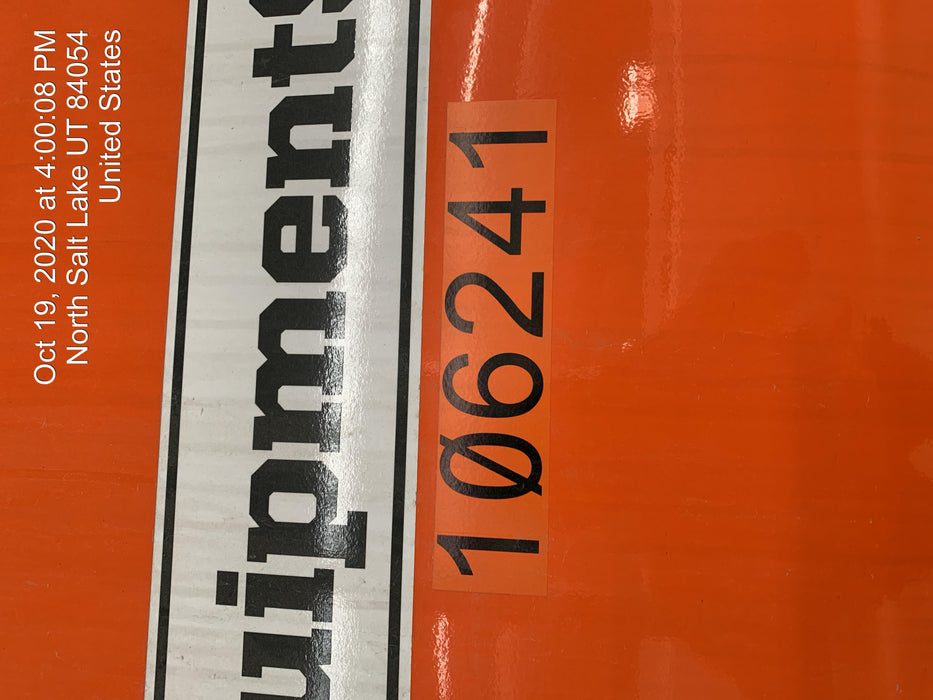 Oct 19, 2020 at 4:00:08 PM
North Salt Lake UT 84054
United States
uipments
1Ø6241